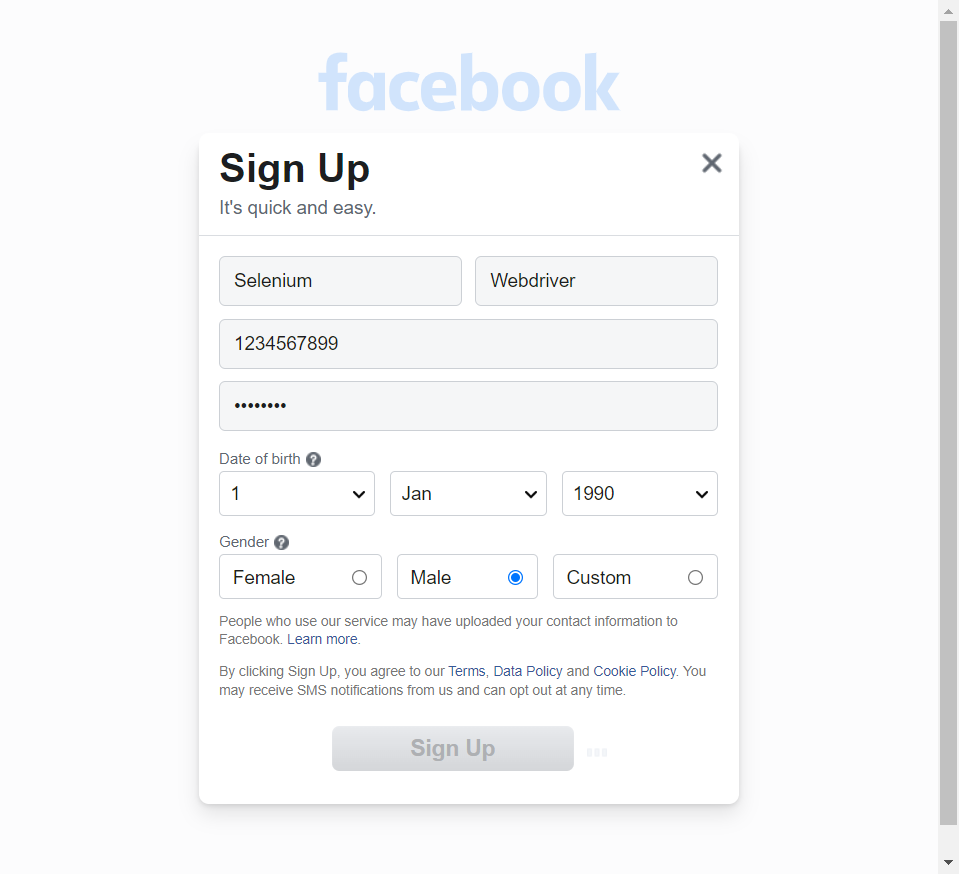 facebook
Sign Up
It's quick and easy.
Selenium Webdriver
1234567899
••••••••
Date of birth ?
1 Jan 1990
Gender ?
Female Male Custom
People who use our service may have uploaded your contact information to
Facebook. Learn more.
By clicking Sign Up, you agree to our Terms, Data Policy and Cookie Policy. You
may receive SMS notifications from us and can opt out at any time.
Sign Up